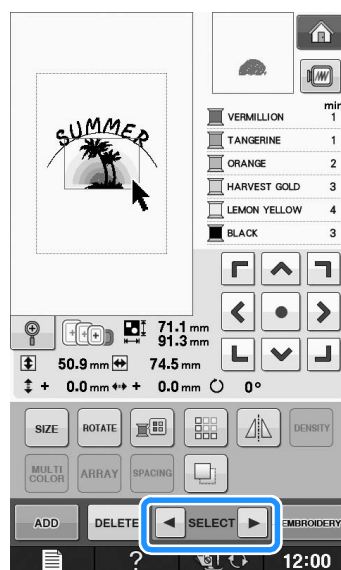 SUMMER
min
VERMILLION 1
TANGERINE 1
ORANGE 2
HARVEST GOLD 3
LEMON YELLOW 4
BLACK 3
71.1 mm
91.3 mm
50.9 mm 74.5 mm
+ 0.0 mm + 0.0 mm 0°
SIZE ROTATE DENSITY
MULTI COLOR ARRAY SPACING
ADD DELETE SELECT EMBROIDERY
? 12:00